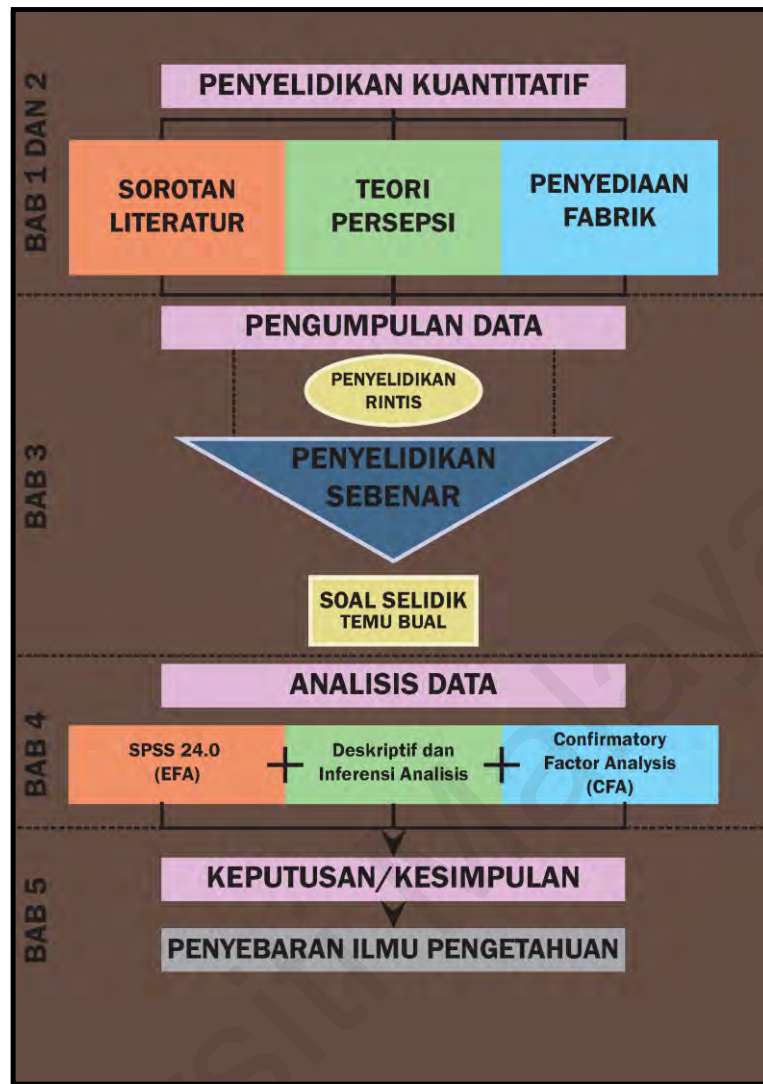 BAB 1 DAN 2
PENYELIDIKAN KUANTITATIF
SOROTAN
LITERATUR
TEORI
PERSEPSI
PENYEDIAAN
FABRIK
BAB 3
PENGUMPULAN DATA
PENYELIDIKAN
RINTIS
PENYELIDIKAN
SEBENAR
SOAL SELIDIK
TEMU BUAL
BAB 4
ANALISIS DATA
SPSS 24.0
(EFA)
+
Deskriptif dan
Inferensi Analisis
+
Confirmatory
Factor Analysis
(CFA)
BAB 5
KEPUTUSAN/KESIMPULAN
PENYEBARAN ILMU PENGETAHUAN
rsiti Malaya